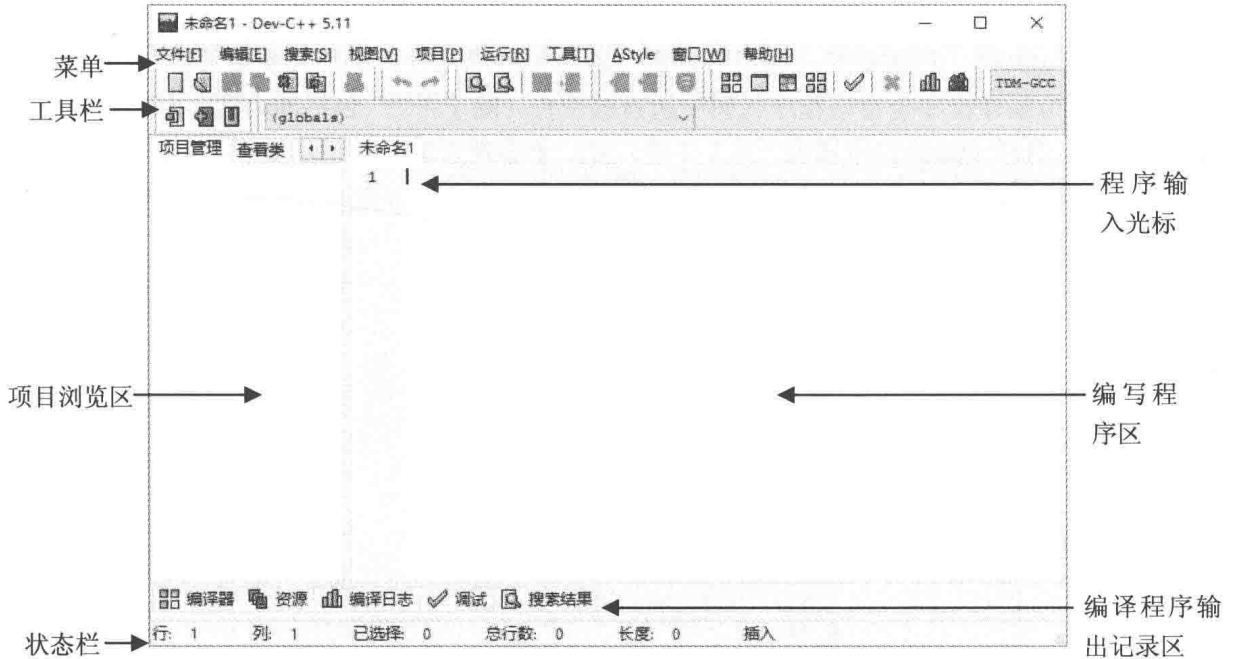 未命名1 - Dev-C++ 5.11
文件[F] 编辑[E] 搜索[S] 视图[V] 项目[P] 运行[R] 工具[T] AStyle 窗口[W] 帮助[H]
菜单
TDM-GCC
工具栏
(globals)
项目管理 查看类 未命名1
1
程序输
入光标
项目浏览区
编写程
序区
编译器 资源 编译日志 调试 搜索结果
编译程序输
出记录区
状态栏
行: 1 列: 1 已选择: 0 总行数: 0 长度: 0 插入